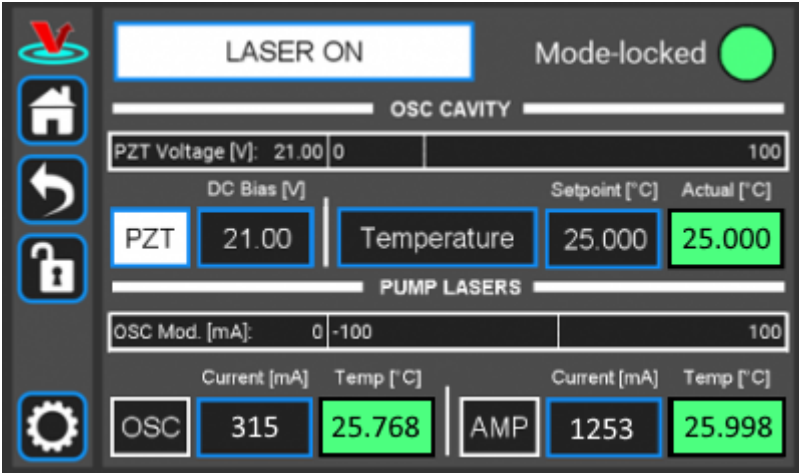 LASER ON Mode-locked
OSC CAVITY
PZT Voltage [V]: 21.00 0 100
DC Bias [V] Setpoint [°C] Actual [°C]
PZT 21.00 Temperature 25.000 25.000
PUMP LASERS
OSC Mod. [mA]: 0 -100 100
Current [mA] Temp [°C] Current [mA] Temp [°C]
OSC 315 25.768 AMP 1253 25.998